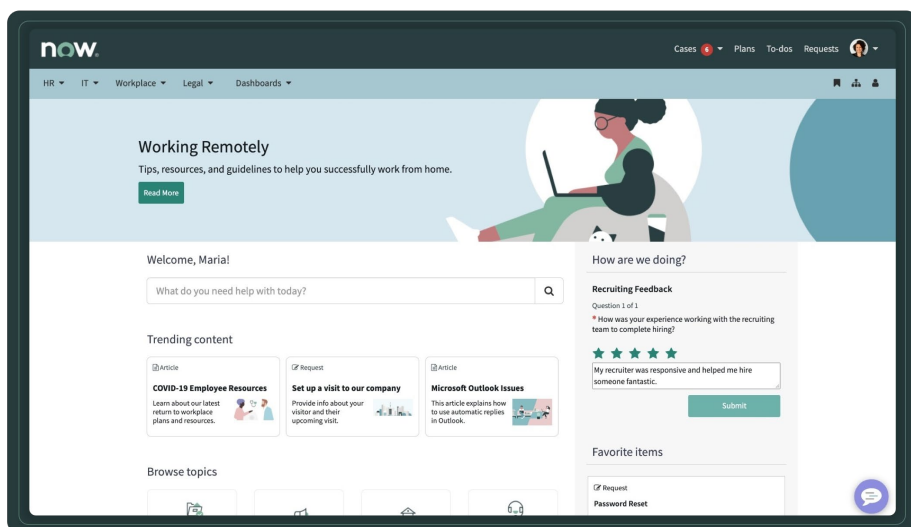 now.
Cases 6 Plans To-dos Requests
HR IT Workplace Legal Dashboards
Working Remotely
Tips, resources, and guidelines to help you successfully work from home.
Read More
Welcome, Maria!
What do you need help with today?
Trending content
Article
COVID-19 Employee Resources
Learn about our latest
return to workplace
plans and resources.
Request
Set up a visit to our company
Provide info about your
visitor and their
upcoming visit.
Article
Microsoft Outlook Issues
This article explains how
to use automatic replies
in Outlook.
Browse topics
How are we doing?
Recruiting Feedback
Question 1 of 1
* How was your experience working with the recruiting
team to complete hiring?
My recruiter was responsive and helped me hire
someone fantastic.
Submit
Favorite items
Request
Password Reset